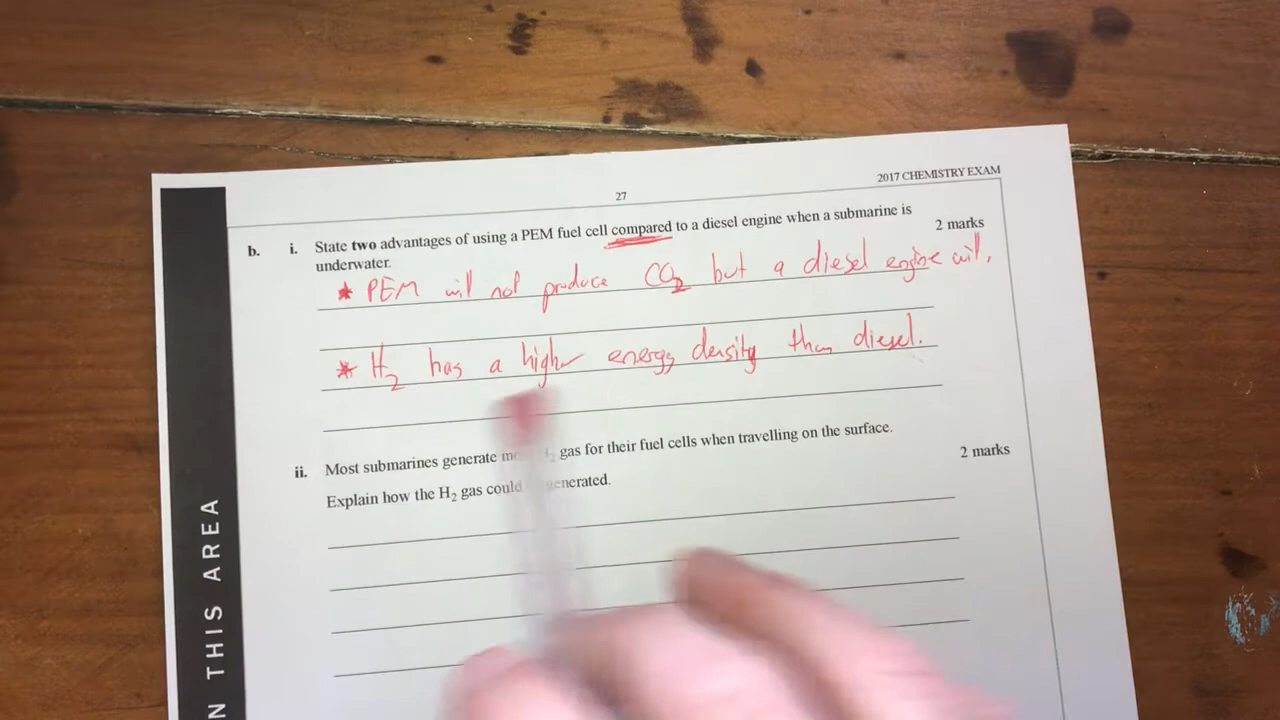 27
2017 CHEMISTRY EXAM
b. i. State two advantages of using a PEM fuel cell compared to a diesel engine when a submarine is
underwater. 2 marks
* PEM will not produce CO2 but a diesel engine will.
* H2 has a higher energy density than diesel.
ii. Most submarines generate H2 gas for their fuel cells when travelling on the surface.
Explain how the H2 gas could generated. 2 marks
N THIS AREA